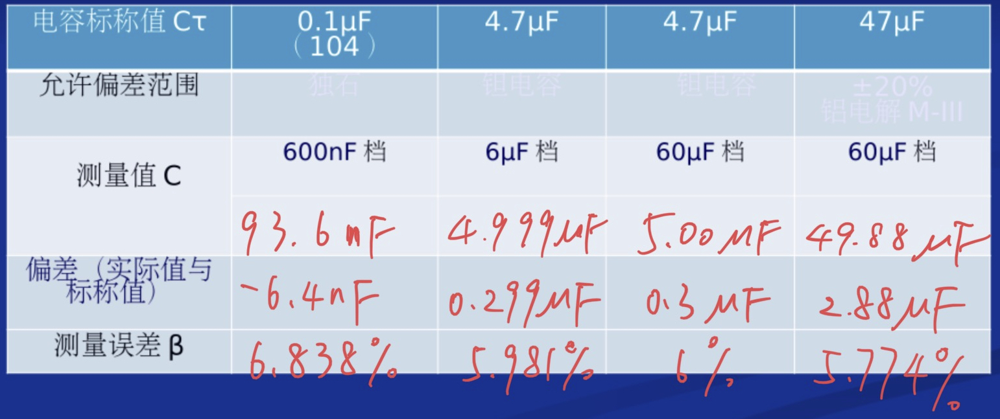 电容标称值 Cτ
0.1μF
（104）
4.7μF
4.7μF
47μF
允许偏差范围
独石
钽电容
钽电容
±20%
铝电解 M-III
测量值 C
600nF 档
6μF 档
60μF 档
60μF 档
93.6nF
4.999μF
5.00μF
49.88μF
偏差（实际值与
标称值）
-6.4nF
0.299μF
0.3μF
2.88μF
测量误差 β
6.838%
5.981%
6%
5.774%